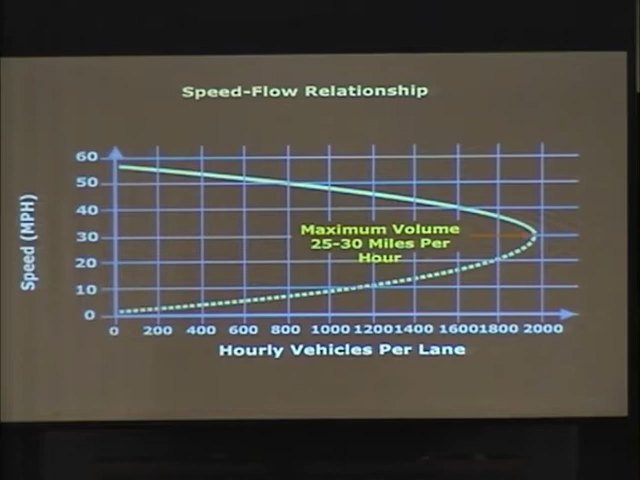 Speed-Flow Relationship
60
50
40
30
20
10
0
Speed (MPH)
Maximum Volume
25-30 Miles Per
Hour
0 200 400 600 800 1000 1200 1400 1600 1800 2000
Hourly Vehicles Per Lane